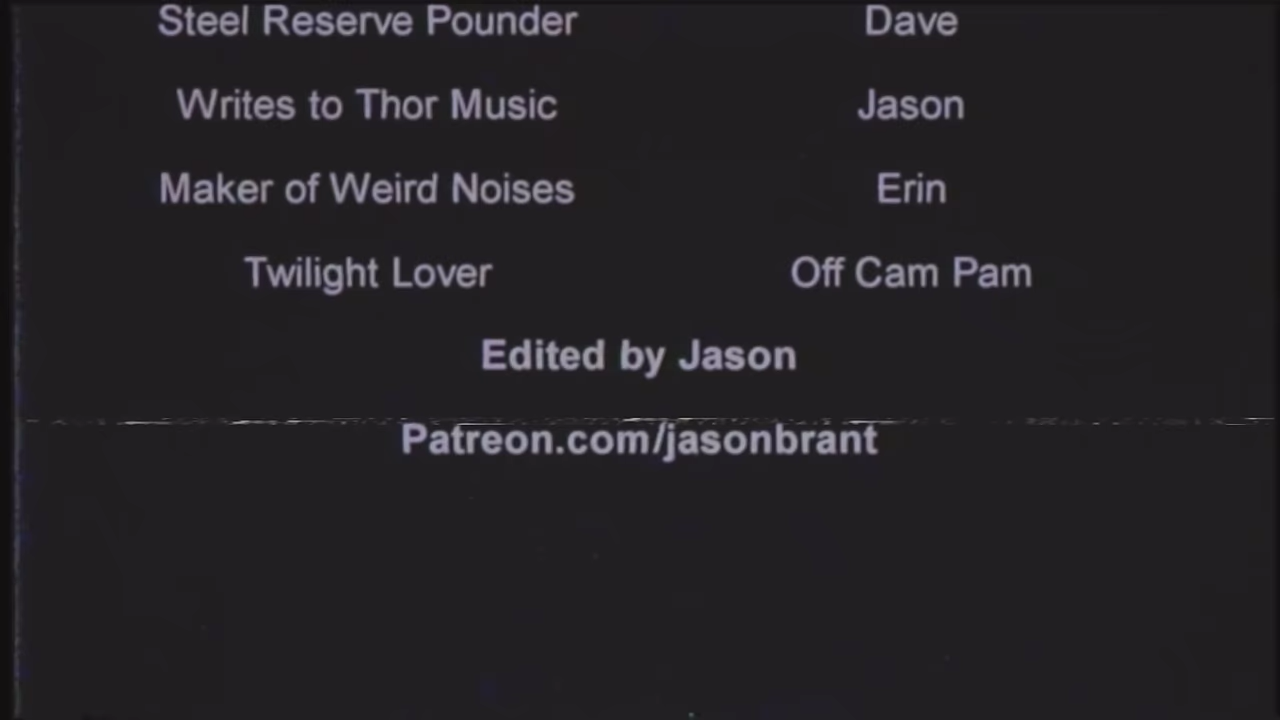 Steel Reserve Pounder Dave
Writes to Thor Music Jason
Maker of Weird Noises Erin
Twilight Lover Off Cam Pam
Edited by Jason
Patreon.com/jasonbrant